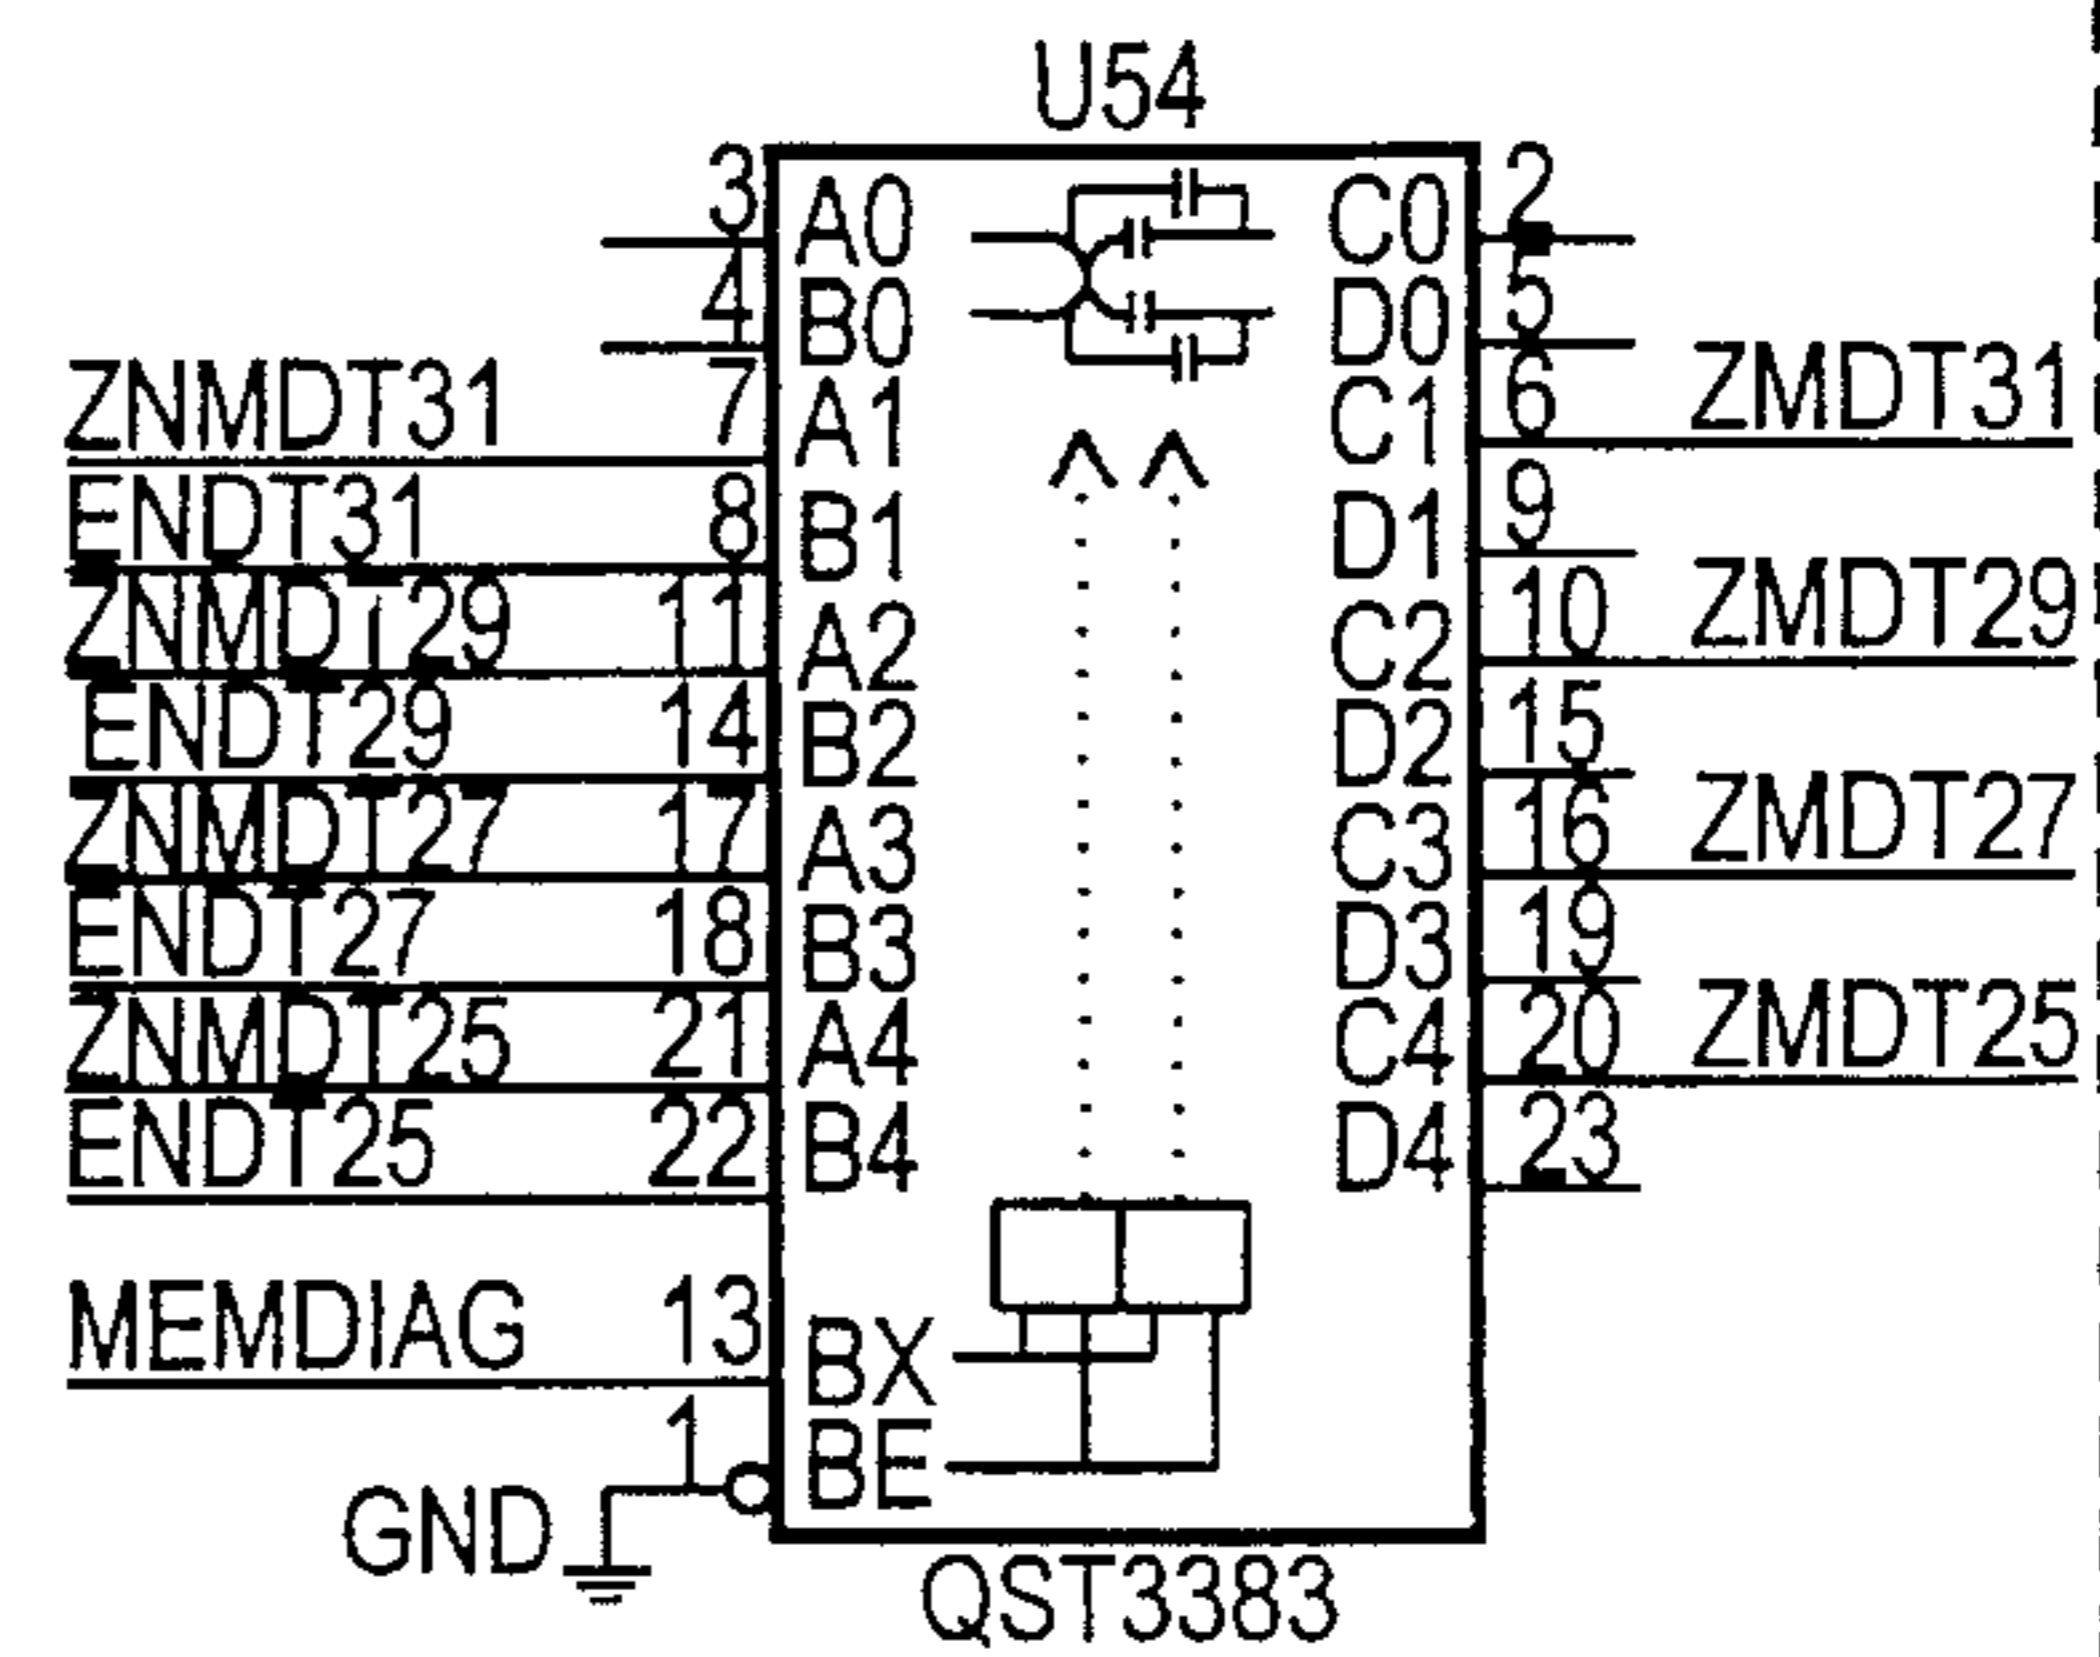 U54
3 A0 C0 2
4 B0 D0 5
ZNMDT31 7 A1 C1 6 ZMDT31
ENDT31 8 B1 D1 9
ZNMDT29 11 A2 C2 10 ZMDT29
ENDT29 14 B2 D2 15
ZNMDT27 17 A3 C3 16 ZMDT27
ENDT27 18 B3 D3 19
ZNMDT25 21 A4 C4 20 ZMDT25
ENDT25 22 B4 D4 23
MEMDIAG 13 BX
1 BE
GND
QST3383